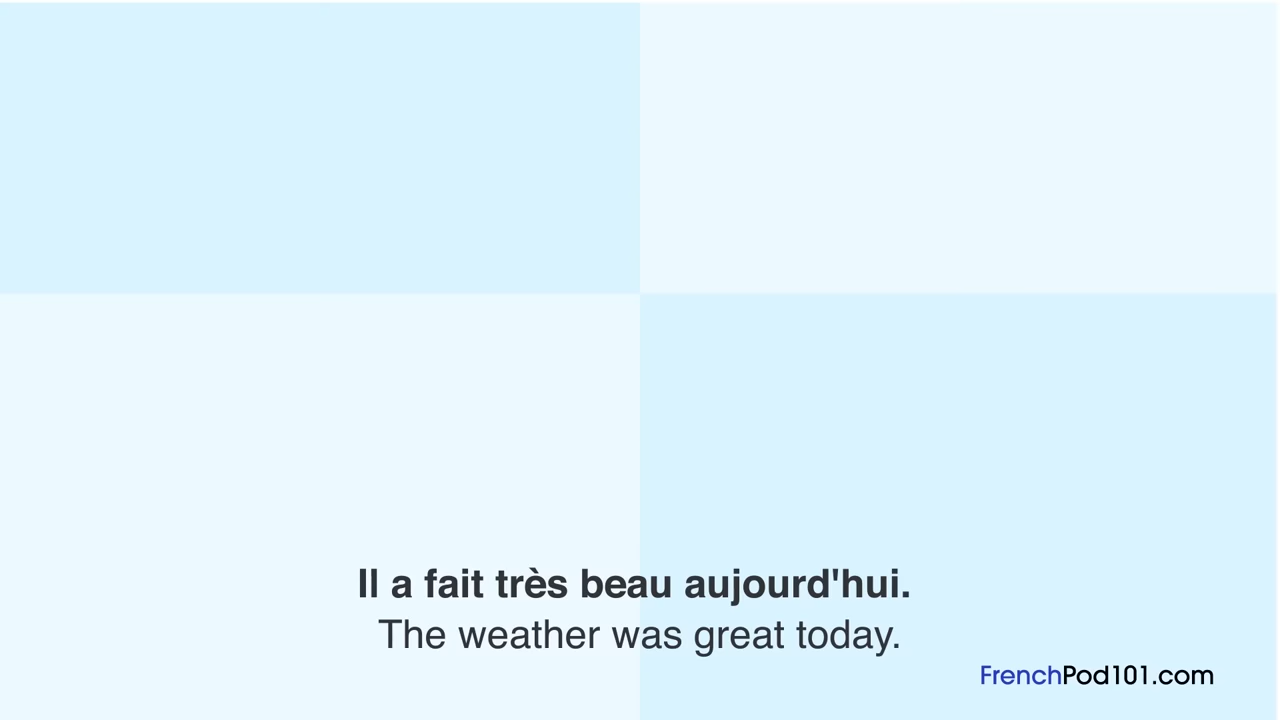 Il a fait très beau aujourd'hui.
The weather was great today.
FrenchPod101.com